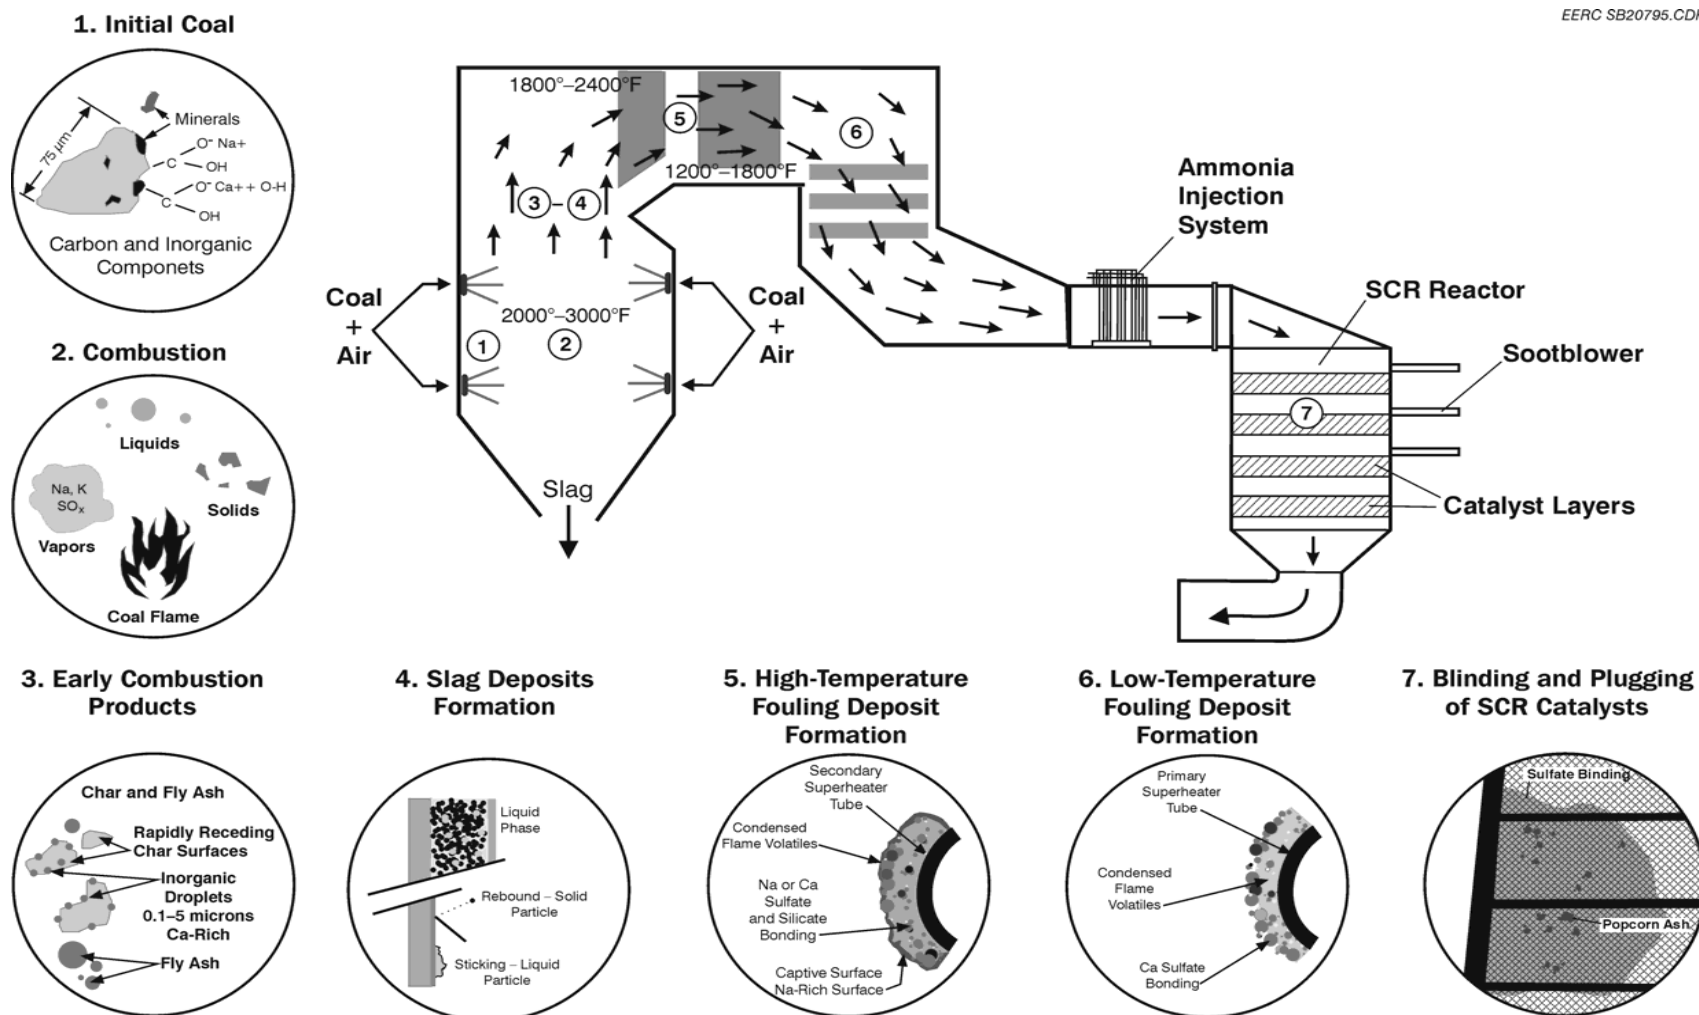 EERC SB20795.CDR
1. Initial Coal
Minerals
75 μm
O⁻ Na+
C
OH
O⁻ Ca++ O-H
C
OH
Carbon and Inorganic
Componets
2. Combustion
Liquids
Na, K
SOₓ
Solids
Vapors
Coal Flame
1800°–2400°F
5
6
1200°–1800°F
3 – 4
Coal
+
Air
2000°–3000°F
1
2
Coal
+
Air
Slag
Ammonia
Injection
System
SCR Reactor
Sootblower
7
Catalyst Layers
3. Early Combustion
Products
Char and Fly Ash
Rapidly Receding
Char Surfaces
Inorganic
Droplets
0.1–5 microns
Ca-Rich
Fly Ash
4. Slag Deposits
Formation
Liquid
Phase
Rebound – Solid
Particle
Sticking – Liquid
Particle
5. High-Temperature
Fouling Deposit
Formation
Secondary
Superheater
Tube
Condensed
Flame Volatiles
Na or Ca
Sulfate
and Silicate
Bonding
Captive Surface
Na-Rich Surface
6. Low-Temperature
Fouling Deposit
Formation
Primary
Superheater
Tube
Condensed
Flame
Volatiles
Ca Sulfate
Bonding
7. Blinding and Plugging
of SCR Catalysts
Sulfate Binding
Popcorn Ash